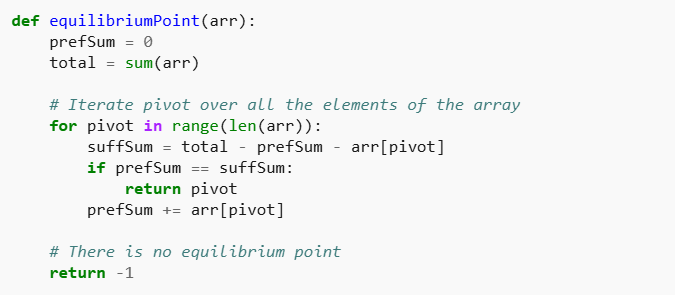 def equilibriumPoint(arr):
    prefSum = 0
    total = sum(arr)

    # Iterate pivot over all the elements of the array
    for pivot in range(len(arr)):
        suffSum = total - prefSum - arr[pivot]
        if prefSum == suffSum:
            return pivot
        prefSum += arr[pivot]

    # There is no equilibrium point
    return -1